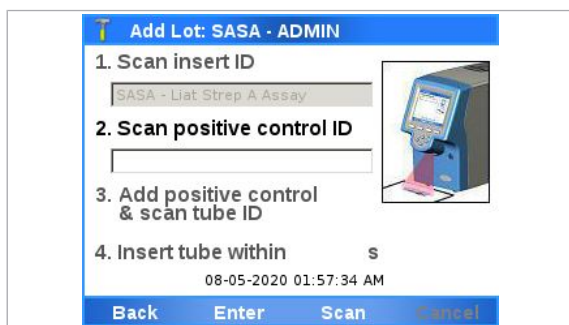 Add Lot: SASA - ADMIN
1. Scan insert ID
SASA - Liat Strep A Assay
2. Scan positive control ID
3. Add positive control
& scan tube ID
4. Insert tube within s
08-05-2020 01:57:34 AM
Back Enter Scan Cancel